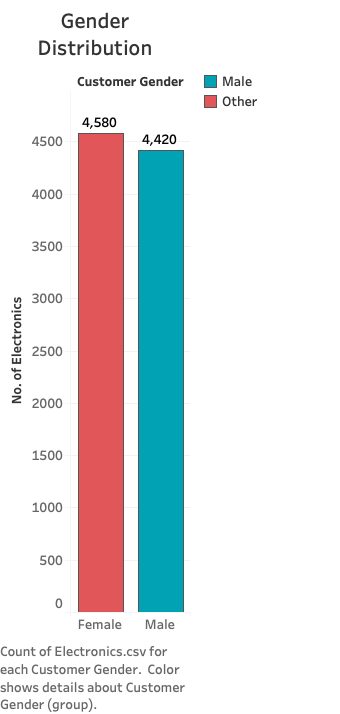 Gender
Distribution
Customer Gender
Male
Other
4,580
4,420
4500
4000
3500
3000
2500
2000
1500
1000
500
0
No. of Electronics
Female
Male
Count of Electronics.csv for
each Customer Gender.  Color
shows details about Customer
Gender (group).